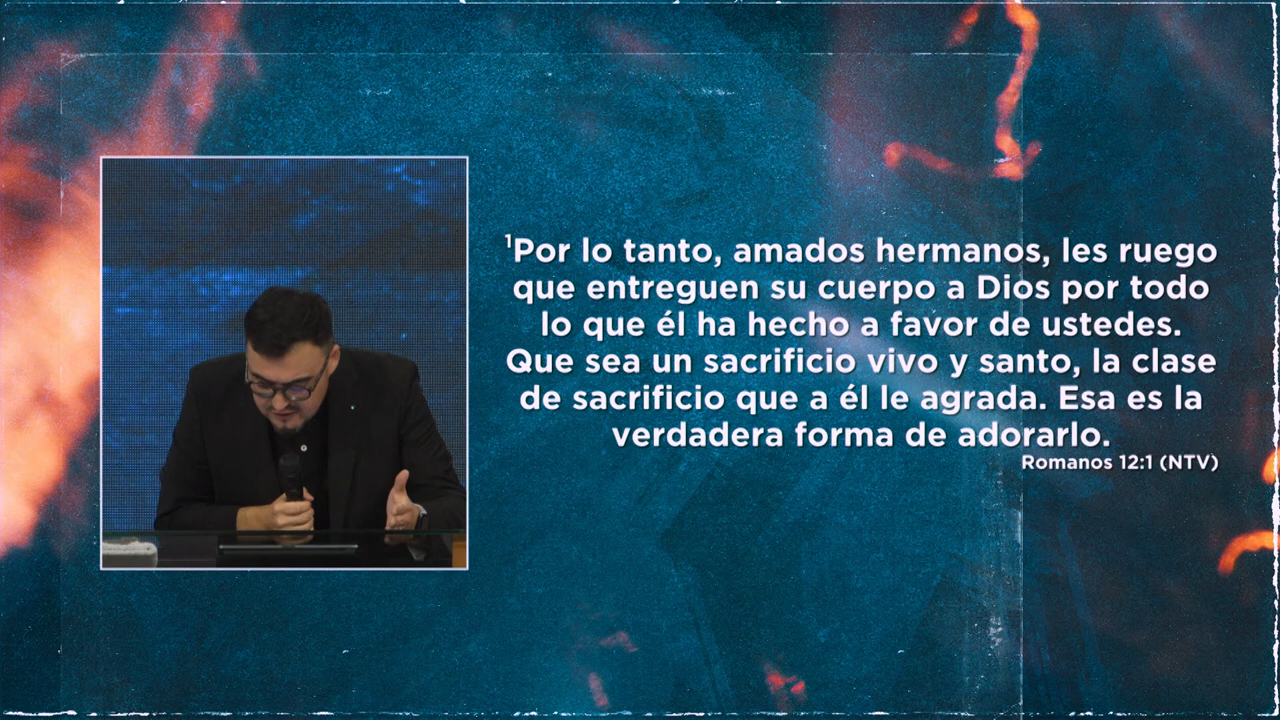 ¹Por lo tanto, amados hermanos, les ruego
que entreguen su cuerpo a Dios por todo
lo que él ha hecho a favor de ustedes.
Que sea un sacrificio vivo y santo, la clase
de sacrificio que a él le agrada. Esa es la
verdadera forma de adorarlo.
Romanos 12:1 (NTV)